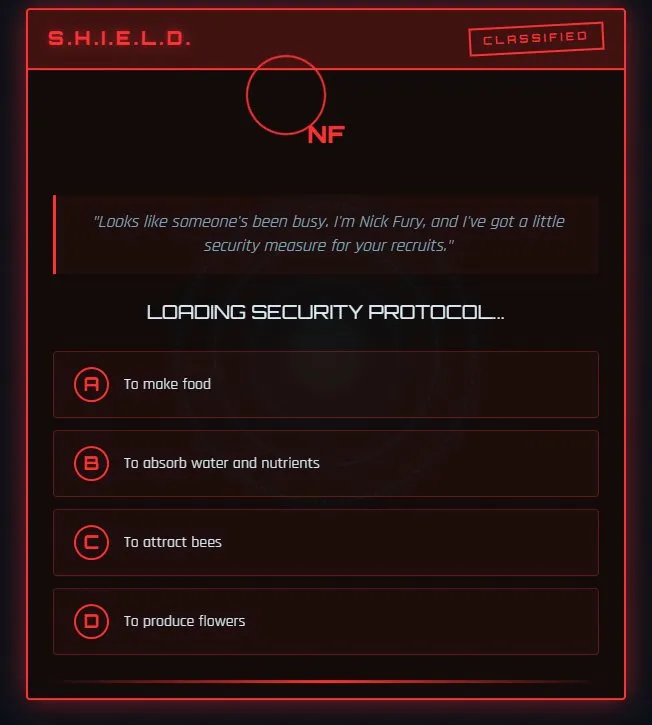 S.H.I.E.L.D.
CLASSIFIED
NF
"Looks like someone's been busy. I'm Nick Fury, and I've got a little
security measure for your recruits."
LOADING SECURITY PROTOCOL...
A To make food
B To absorb water and nutrients
C To attract bees
D To produce flowers